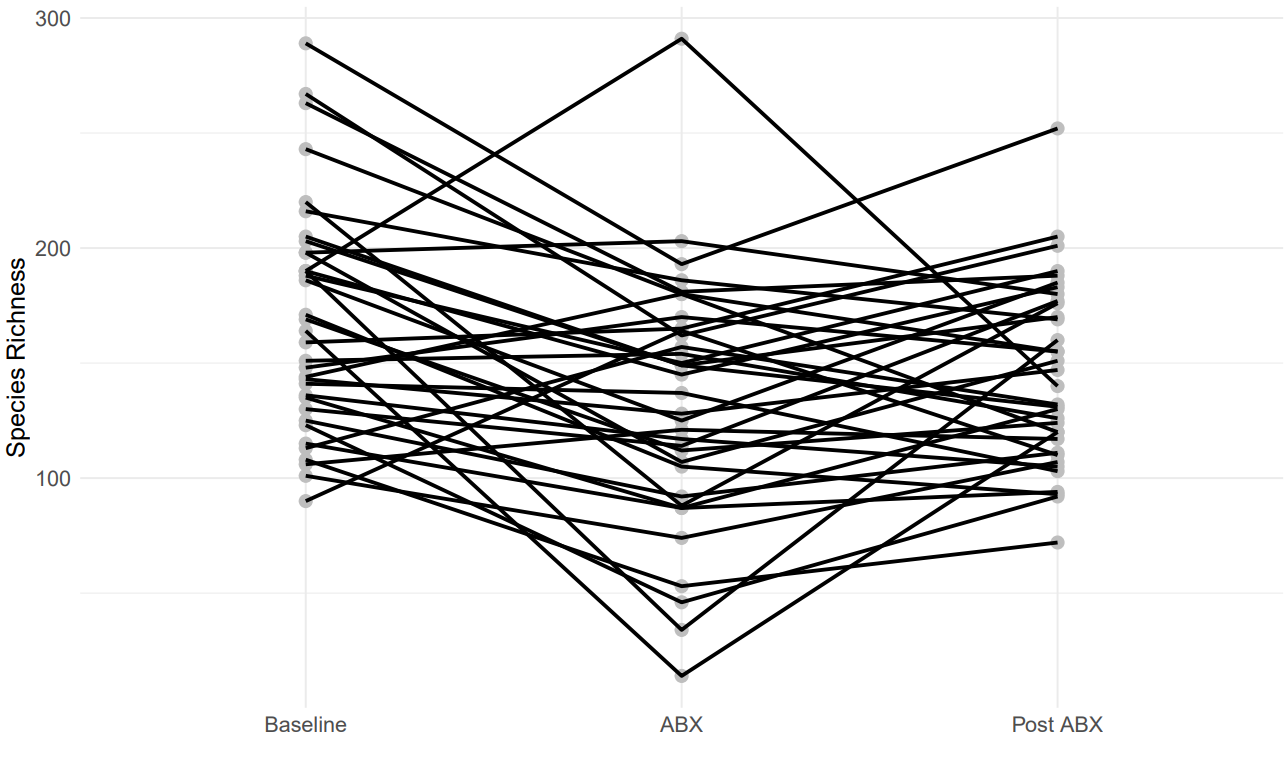 300
200
100
Species Richness
Baseline
ABX
Post ABX